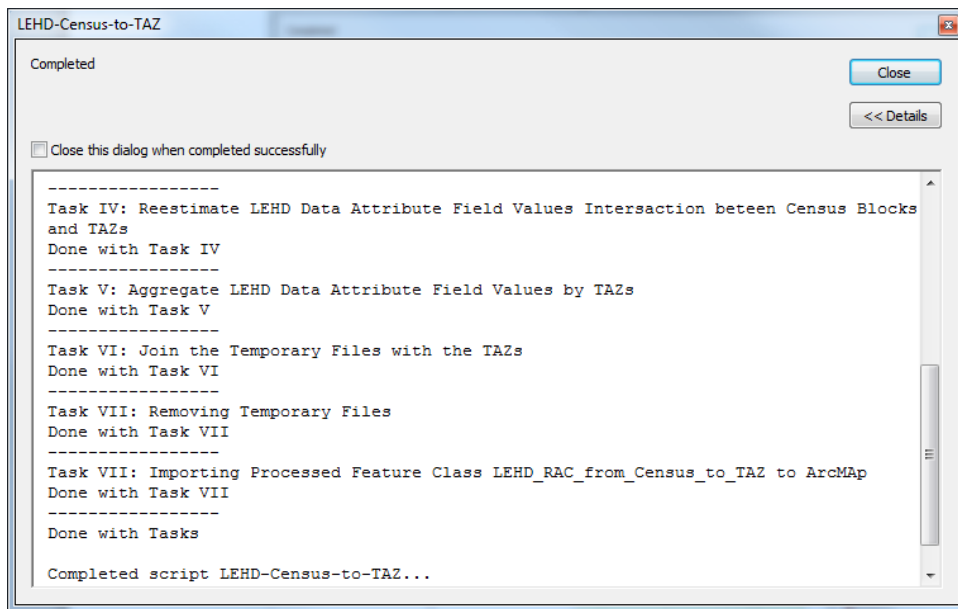 LEHD-Census-to-TAZ
Completed
Close
<< Details
Close this dialog when completed successfully
-----------------
Task IV: Reestimate LEHD Data Attribute Field Values Intersaction beteen Census Blocks
and TAZs
Done with Task IV
-----------------
Task V: Aggregate LEHD Data Attribute Field Values by TAZs
Done with Task V
-----------------
Task VI: Join the Temporary Files with the TAZs
Done with Task VI
-----------------
Task VII: Removing Temporary Files
Done with Task VII
-----------------
Task VII: Importing Processed Feature Class LEHD_RAC_from_Census_to_TAZ to ArcMAp
Done with Task VII
-----------------
Done with Tasks
Completed script LEHD-Census-to-TAZ...